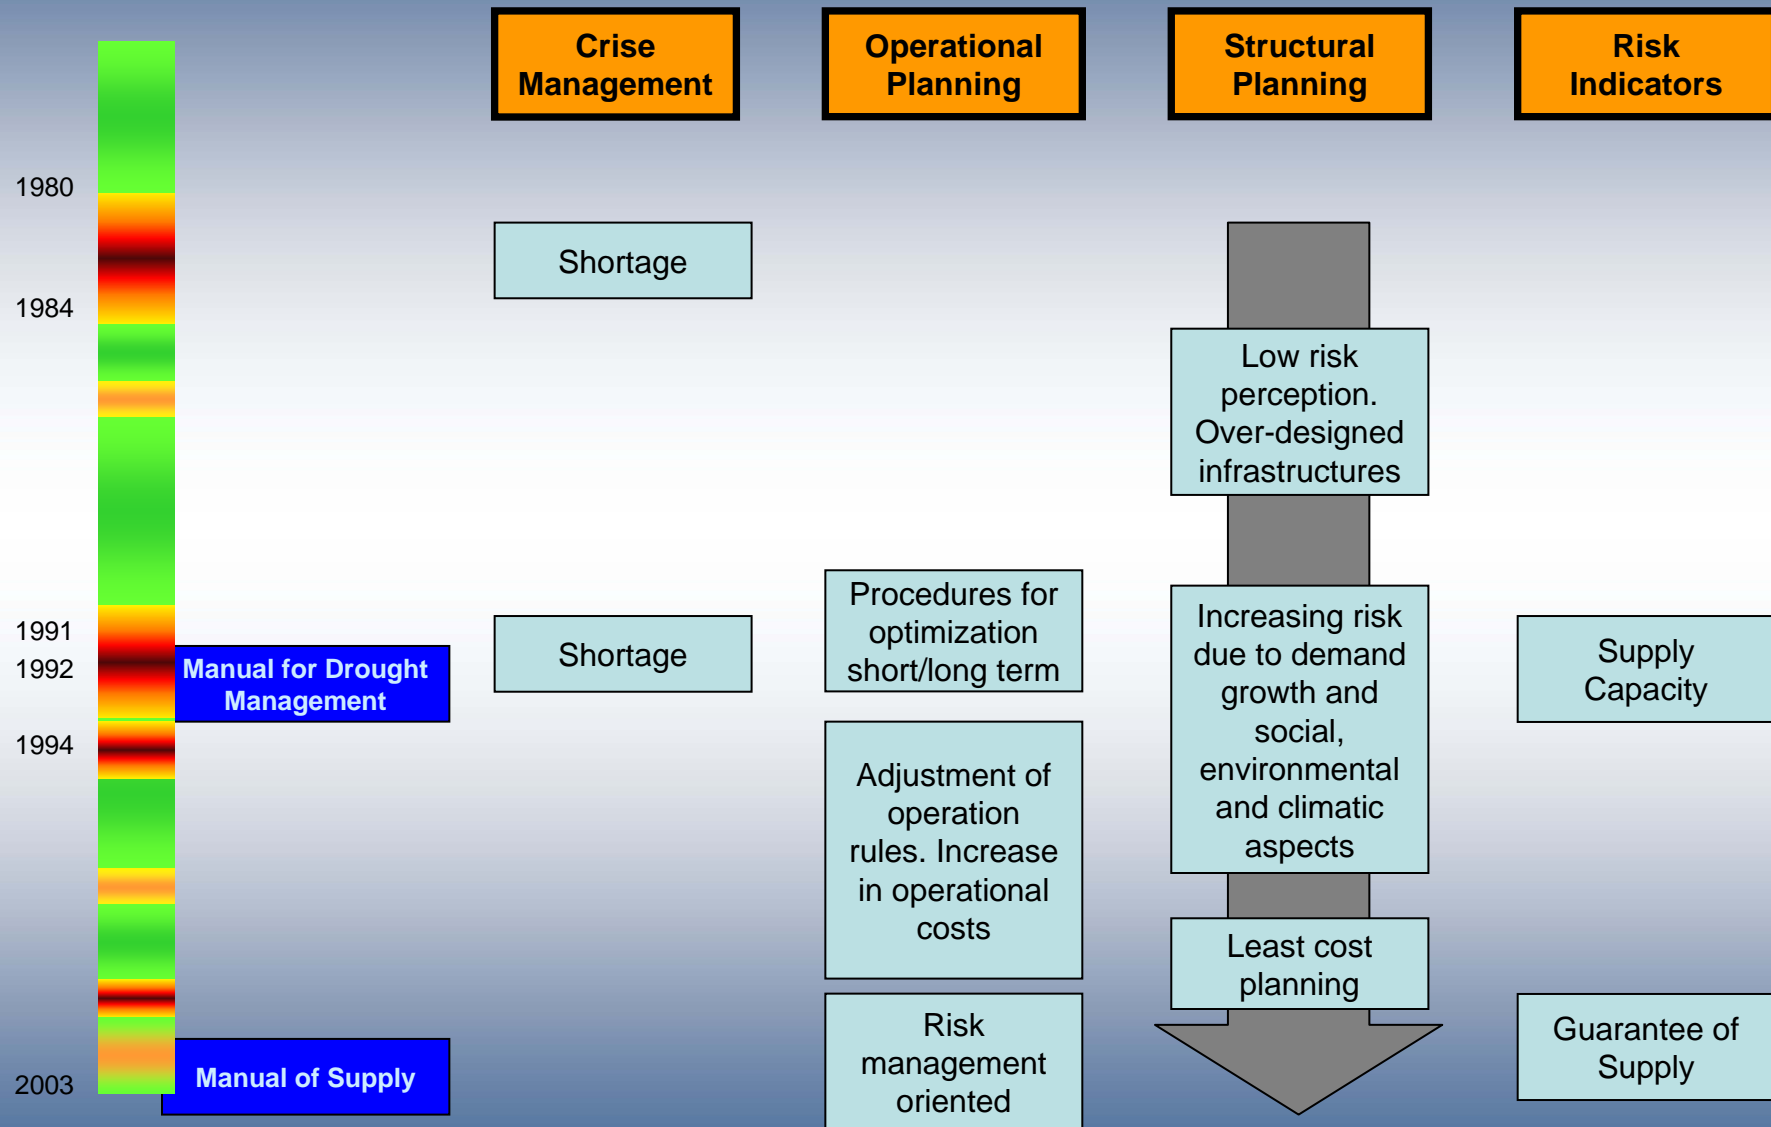 Crise
Management
Operational
Planning
Structural
Planning
Risk
Indicators
1980
Shortage
1984
Low risk
perception.
Over-designed
infrastructures
1991
1992
Manual for Drought
Management
Shortage
Procedures for
optimization
short/long term
Increasing risk
due to demand
growth and
social,
environmental
and climatic
aspects
Supply
Capacity
1994
Adjustment of
operation
rules. Increase
in operational
costs
Least cost
planning
2003
Manual of Supply
Risk
management
oriented
Guarantee of
Supply